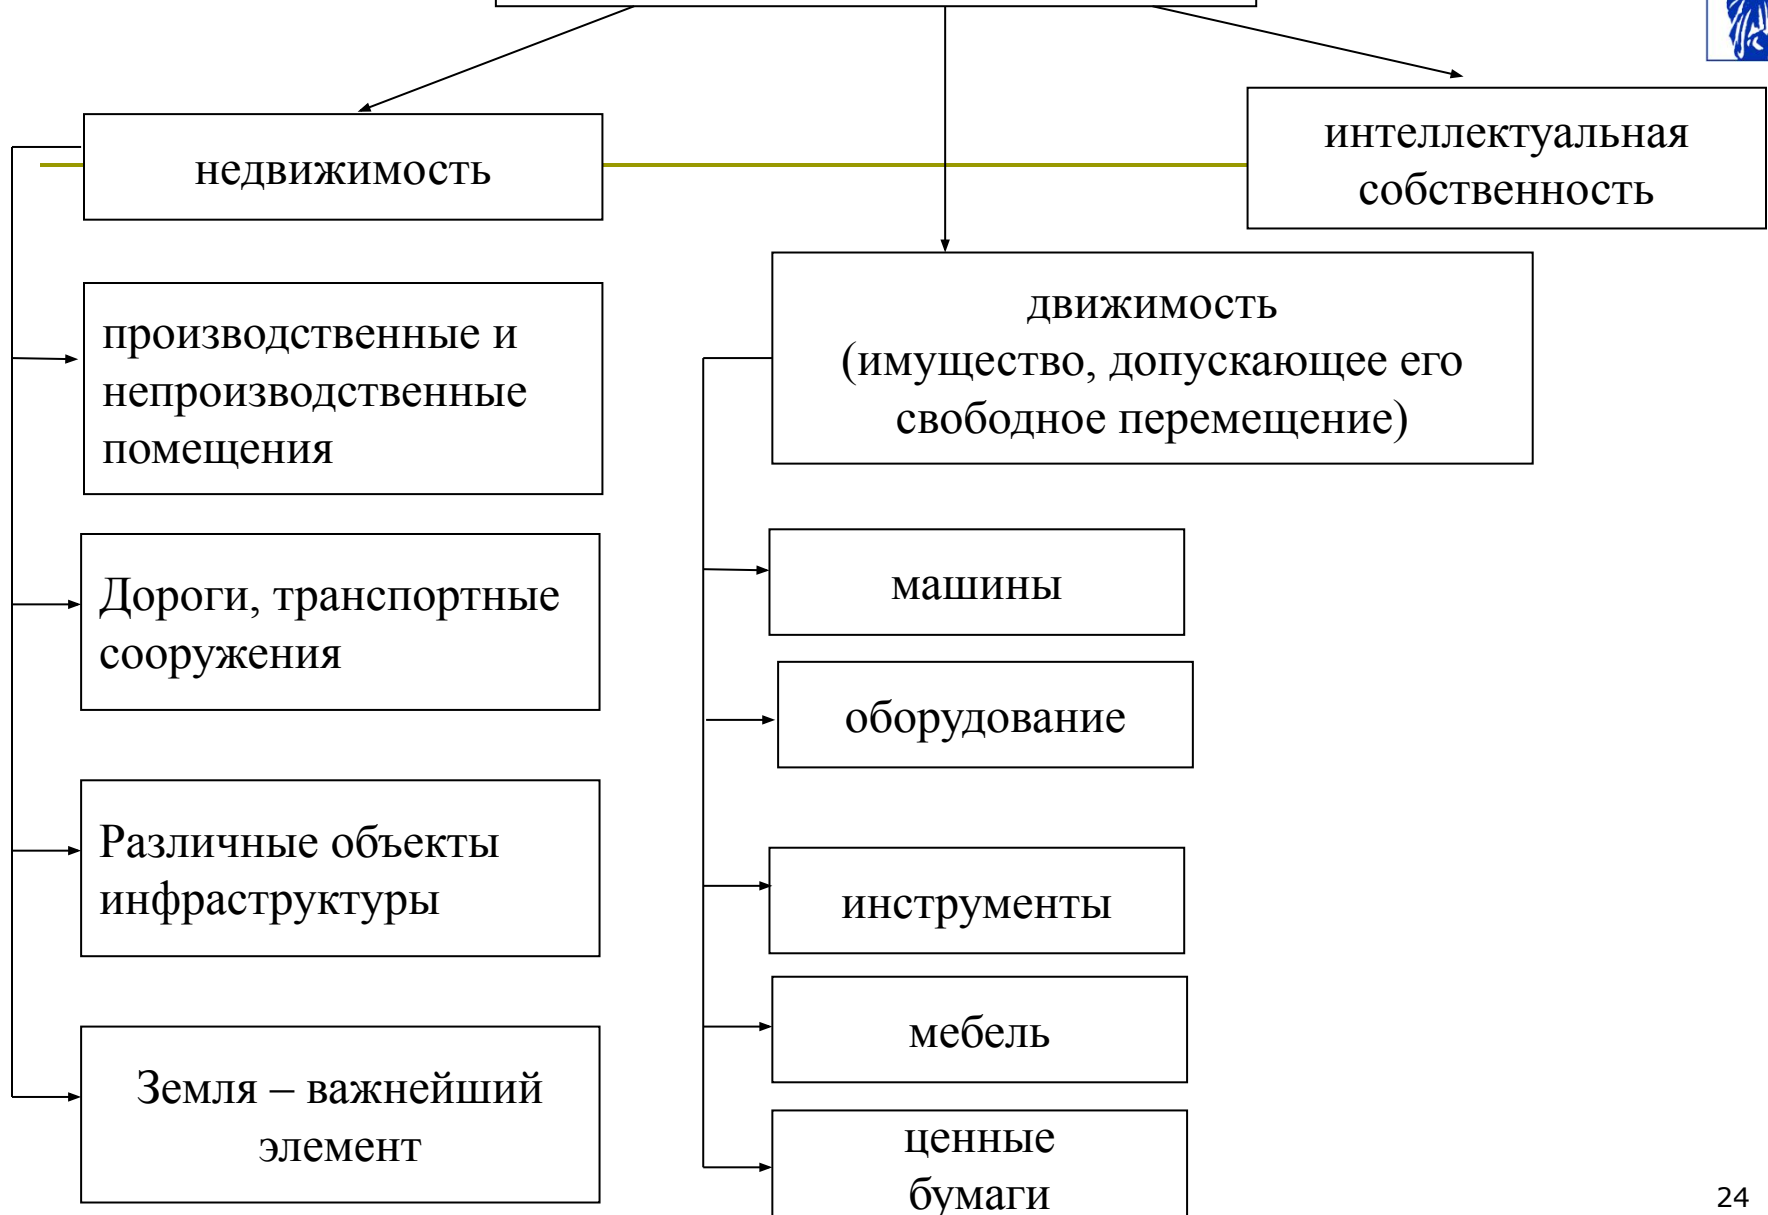 недвижимость
производственные и
непроизводственные
помещения
Дороги, транспортные
сооружения
Различные объекты
инфраструктуры
Земля – важнейший
элемент
движимость
(имущество, допускающее его
свободное перемещение)
машины
оборудование
инструменты
мебель
ценные
бумаги
интеллектуальная
собственность
24